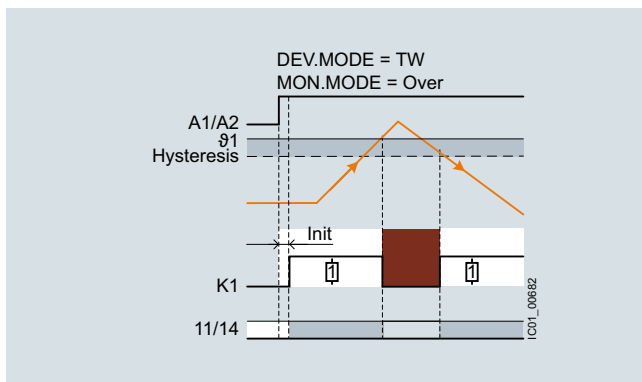 DEV.MODE = TW
MON.MODE = Over
A1/A2
ϑ1
Hysteresis
Init
1
1
K1
11/14
IC01_00682